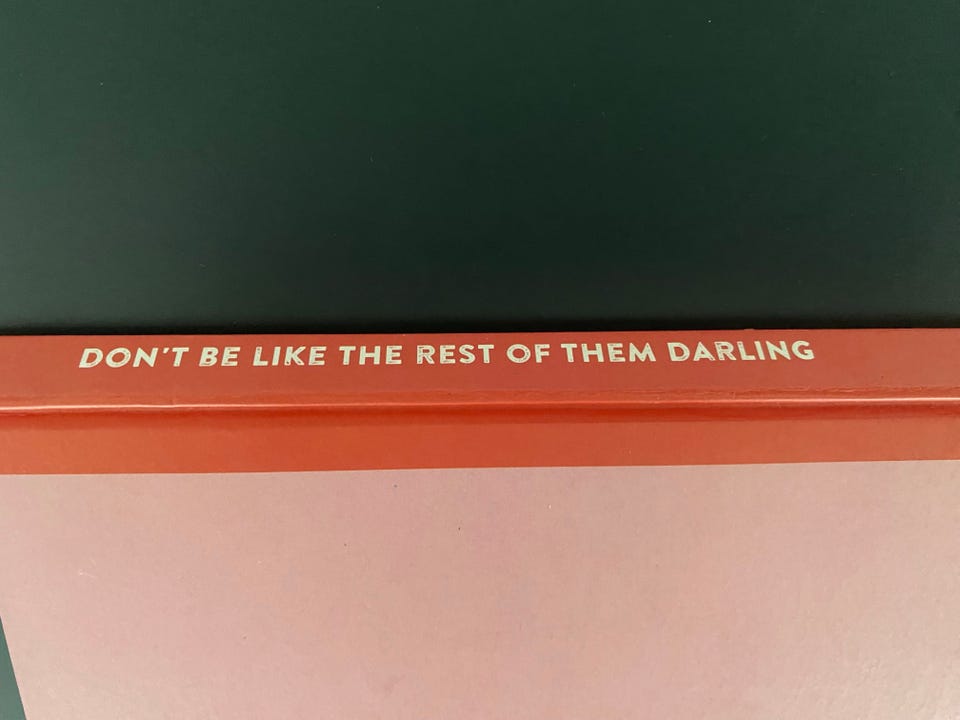 DON'T BE LIKE THE REST OF THEM DARLING